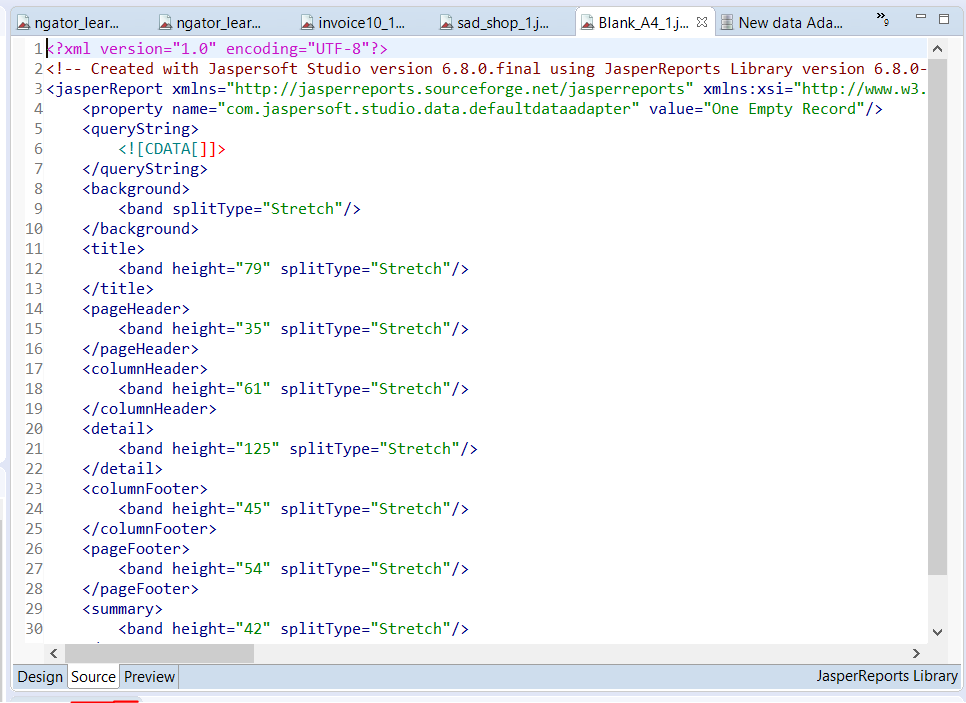 ngator_lear...
ngator_lear...
invoice10_1...
sad_shop_1.j...
Blank_A4_1.j...
New data Ada...
»9
1 <?xml version="1.0" encoding="UTF-8"?>
2 <!-- Created with Jaspersoft Studio version 6.8.0.final using JasperReports Library version 6.8.0-
3 <jasperReport xmlns="http://jasperreports.sourceforge.net/jasperreports" xmlns:xsi="http://www.w3.
4 <property name="com.jaspersoft.studio.data.defaultdataadapter" value="One Empty Record"/>
5 <queryString>
6 <![CDATA[]]>
7 </queryString>
8 <background>
9 <band splitType="Stretch"/>
10 </background>
11 <title>
12 <band height="79" splitType="Stretch"/>
13 </title>
14 <pageHeader>
15 <band height="35" splitType="Stretch"/>
16 </pageHeader>
17 <columnHeader>
18 <band height="61" splitType="Stretch"/>
19 </columnHeader>
20 <detail>
21 <band height="125" splitType="Stretch"/>
22 </detail>
23 <columnFooter>
24 <band height="45" splitType="Stretch"/>
25 </columnFooter>
26 <pageFooter>
27 <band height="54" splitType="Stretch"/>
28 </pageFooter>
29 <summary>
30 <band height="42" splitType="Stretch"/>
Design Source Preview
JasperReports Library